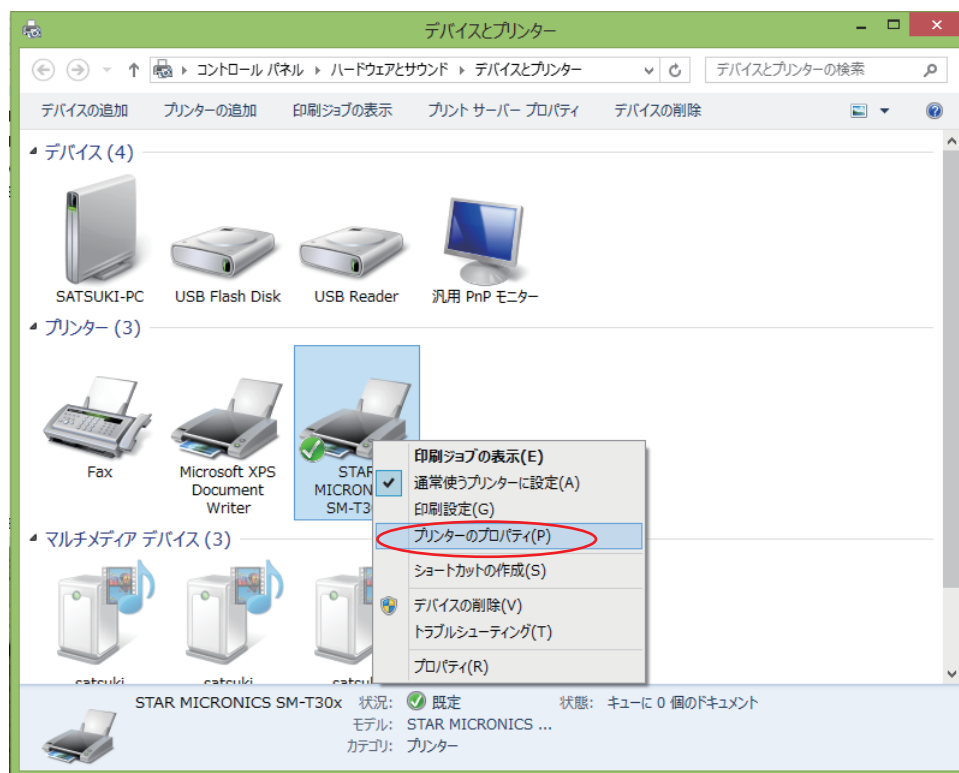 デバイスとプリンター
コントロール パネル ハードウェアとサウンド デバイスとプリンター デバイスとプリンターの検索
デバイスの追加 プリンターの追加 印刷ジョブの表示 プリント サーバー プロパティ デバイスの削除
デバイス (4)
SATSUKI-PC USB Flash Disk USB Reader 汎用 PnP モニター
プリンター (3)
Fax
Microsoft XPS
Document
Writer
STAR
MICRON
SM-T3
印刷ジョブの表示(E)
通常使うプリンターに設定(A)
印刷設定(G)
プリンターのプロパティ(P)
ショートカットの作成(S)
デバイスの削除(V)
トラブルシューティング(T)
プロパティ(R)
マルチメディア デバイス (3)
satsuki satsuki satsuki
STAR MICRONICS SM-T30x 状況: 既定 状態: キューに 0 個のドキュメント
モデル: STAR MICRONICS ...
カテゴリ: プリンター